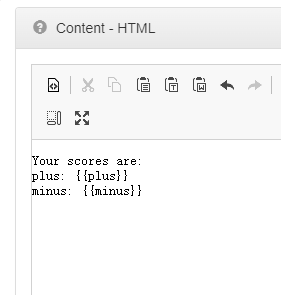 Content - HTML
Your scores are:
plus: {{plus}}
minus: {{minus}}